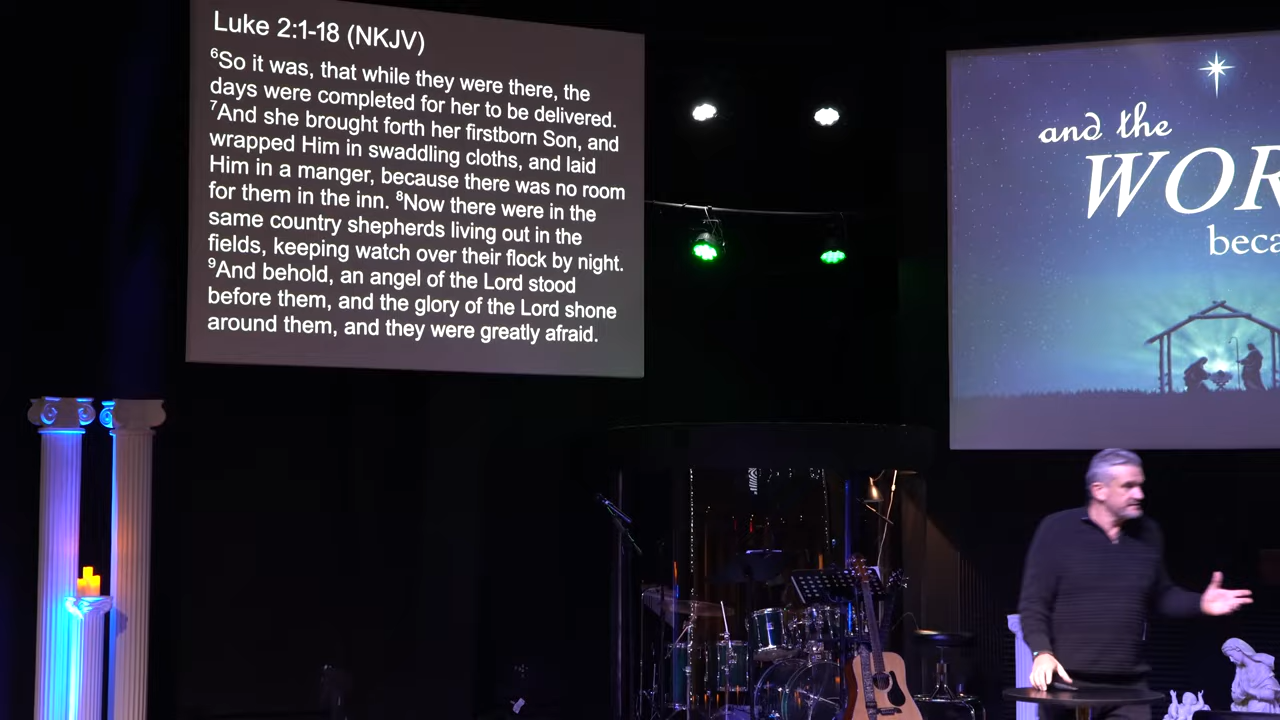 Luke 2:1-18 (NKJV)
⁶So it was, that while they were there, the
days were completed for her to be delivered.
⁷And she brought forth her firstborn Son, and
wrapped Him in swaddling cloths, and laid
Him in a manger, because there was no room
for them in the inn. ⁸Now there were in the
same country shepherds living out in the
fields, keeping watch over their flock by night.
⁹And behold, an angel of the Lord stood
before them, and the glory of the Lord shone
around them, and they were greatly afraid.
and the
WOR
beca